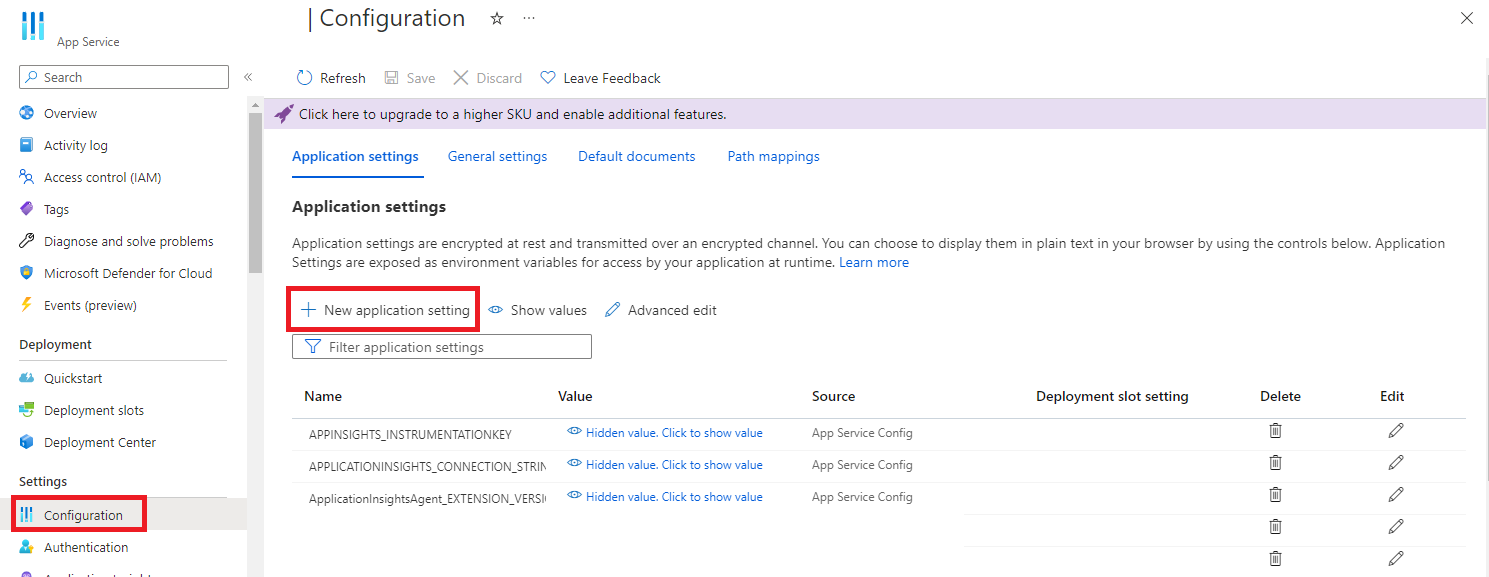 Configuration
App Service
Search
Refresh Save Discard Leave Feedback
Click here to upgrade to a higher SKU and enable additional features.
Overview
Activity log
Access control (IAM)
Tags
Diagnose and solve problems
Microsoft Defender for Cloud
Events (preview)
Deployment
Quickstart
Deployment slots
Deployment Center
Settings
Configuration
Authentication
Application settings General settings Default documents Path mappings
Application settings
Application settings are encrypted at rest and transmitted over an encrypted channel. You can choose to display them in plain text in your browser by using the controls below. Application
Settings are exposed as environment variables for access by your application at runtime. Learn more
New application setting Show values Advanced edit
Filter application settings
Name Value Source Deployment slot setting Delete Edit
APPINSIGHTS_INSTRUMENTATIONKEY Hidden value. Click to show value App Service Config
APPLICATIONINSIGHTS_CONNECTION_STRIN Hidden value. Click to show value App Service Config
ApplicationInsightsAgent_EXTENSION_VERSI Hidden value. Click to show value App Service Config